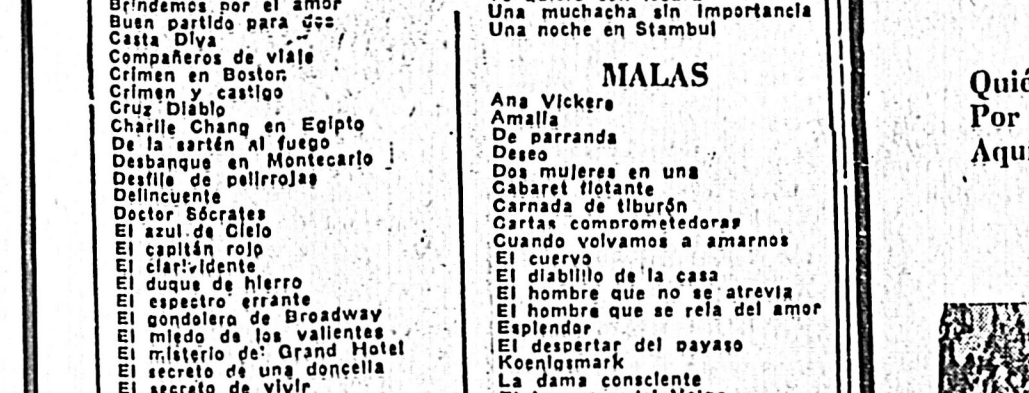 Brindemos por el amor
Buen partido para dos
Casta Diva
Compañeros de viaje
Crimen en Boston
Crimen y castigo
Cruz Diablo
Charlie Chang en Egipto
De la sartén al fuego
Desbanque en Montecarlo
Desfile de pelirrojas
Delincuente
Doctor Sócrates
El azul de Cielo
El capitán rojo
El clarividente
El duque de hierro
El espectro errante
El gondolero de Broadway
El miedo de los valientes
El misterio del Grand Hotel
El secreto de una doncella
El secreto de vivir
Una muchacha sin importancia
Una noche en Stambul
MALAS
Ana Vickers
Amalia
De parranda
Deseo
Dos mujeres en una
Cabaret flotante
Carnada de tiburón
Cartas comprometedoras
Cuando volvamos a amarnos
El cuervo
El diablillo de la casa
El hombre que no se atrevía
El hombre que se reía del amor
Esplendor
El despertar del payaso
Koenigsmark
La dama consciente
Quié
Por
Aqu